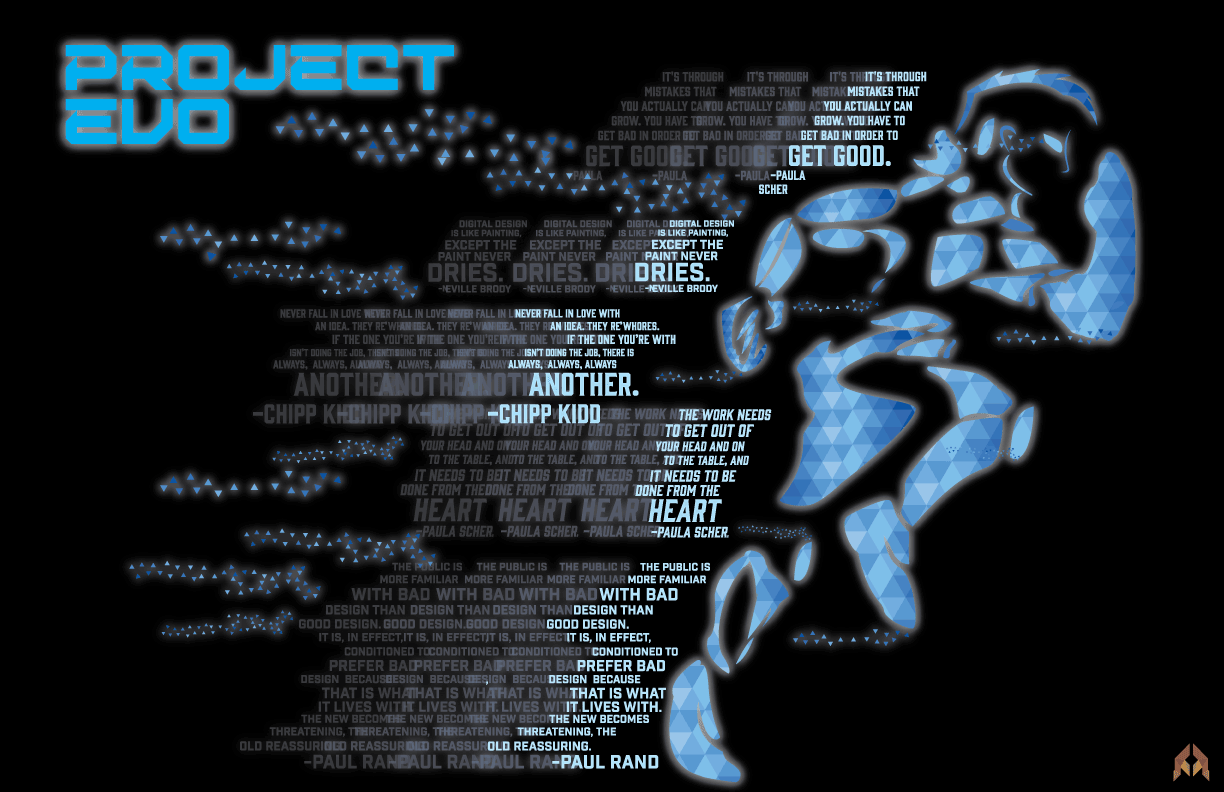 PROJECT
EVO
IT'S THROUGH
MISTAKES THAT
YOU ACTUALLY CAN
GROW. YOU HAVE TO
GET BAD IN ORDER TO
GET GOOD.
-PAULA
SCHER
DIGITAL DESIGN
IS LIKE PAINTING,
EXCEPT THE
PAINT NEVER
DRIES.
-NEVILLE BRODY
NEVER FALL IN LOVE WITH
AN IDEA. THEY RE'WHORES.
IF THE ONE YOU'RE WITH
ISN'T DOING THE JOB, THERE IS
ALWAYS, ALWAYS, ALWAYS
ANOTHER.
-CHIPP KIDD
THE WORK NEEDS
TO GET OUT OF
YOUR HEAD AND ON
TO THE TABLE, AND
IT NEEDS TO BE
DONE FROM THE
HEART
-PAULA SCHER.
THE PUBLIC IS
MORE FAMILIAR
WITH BAD
DESIGN THAN
GOOD DESIGN.
IT IS, IN EFFECT,
CONDITIONED TO
PREFER BAD
DESIGN BECAUSE
THAT IS WHAT
IT LIVES WITH.
THE NEW BECOMES
THREATENING, THE
OLD REASSURING.
-PAUL RAND